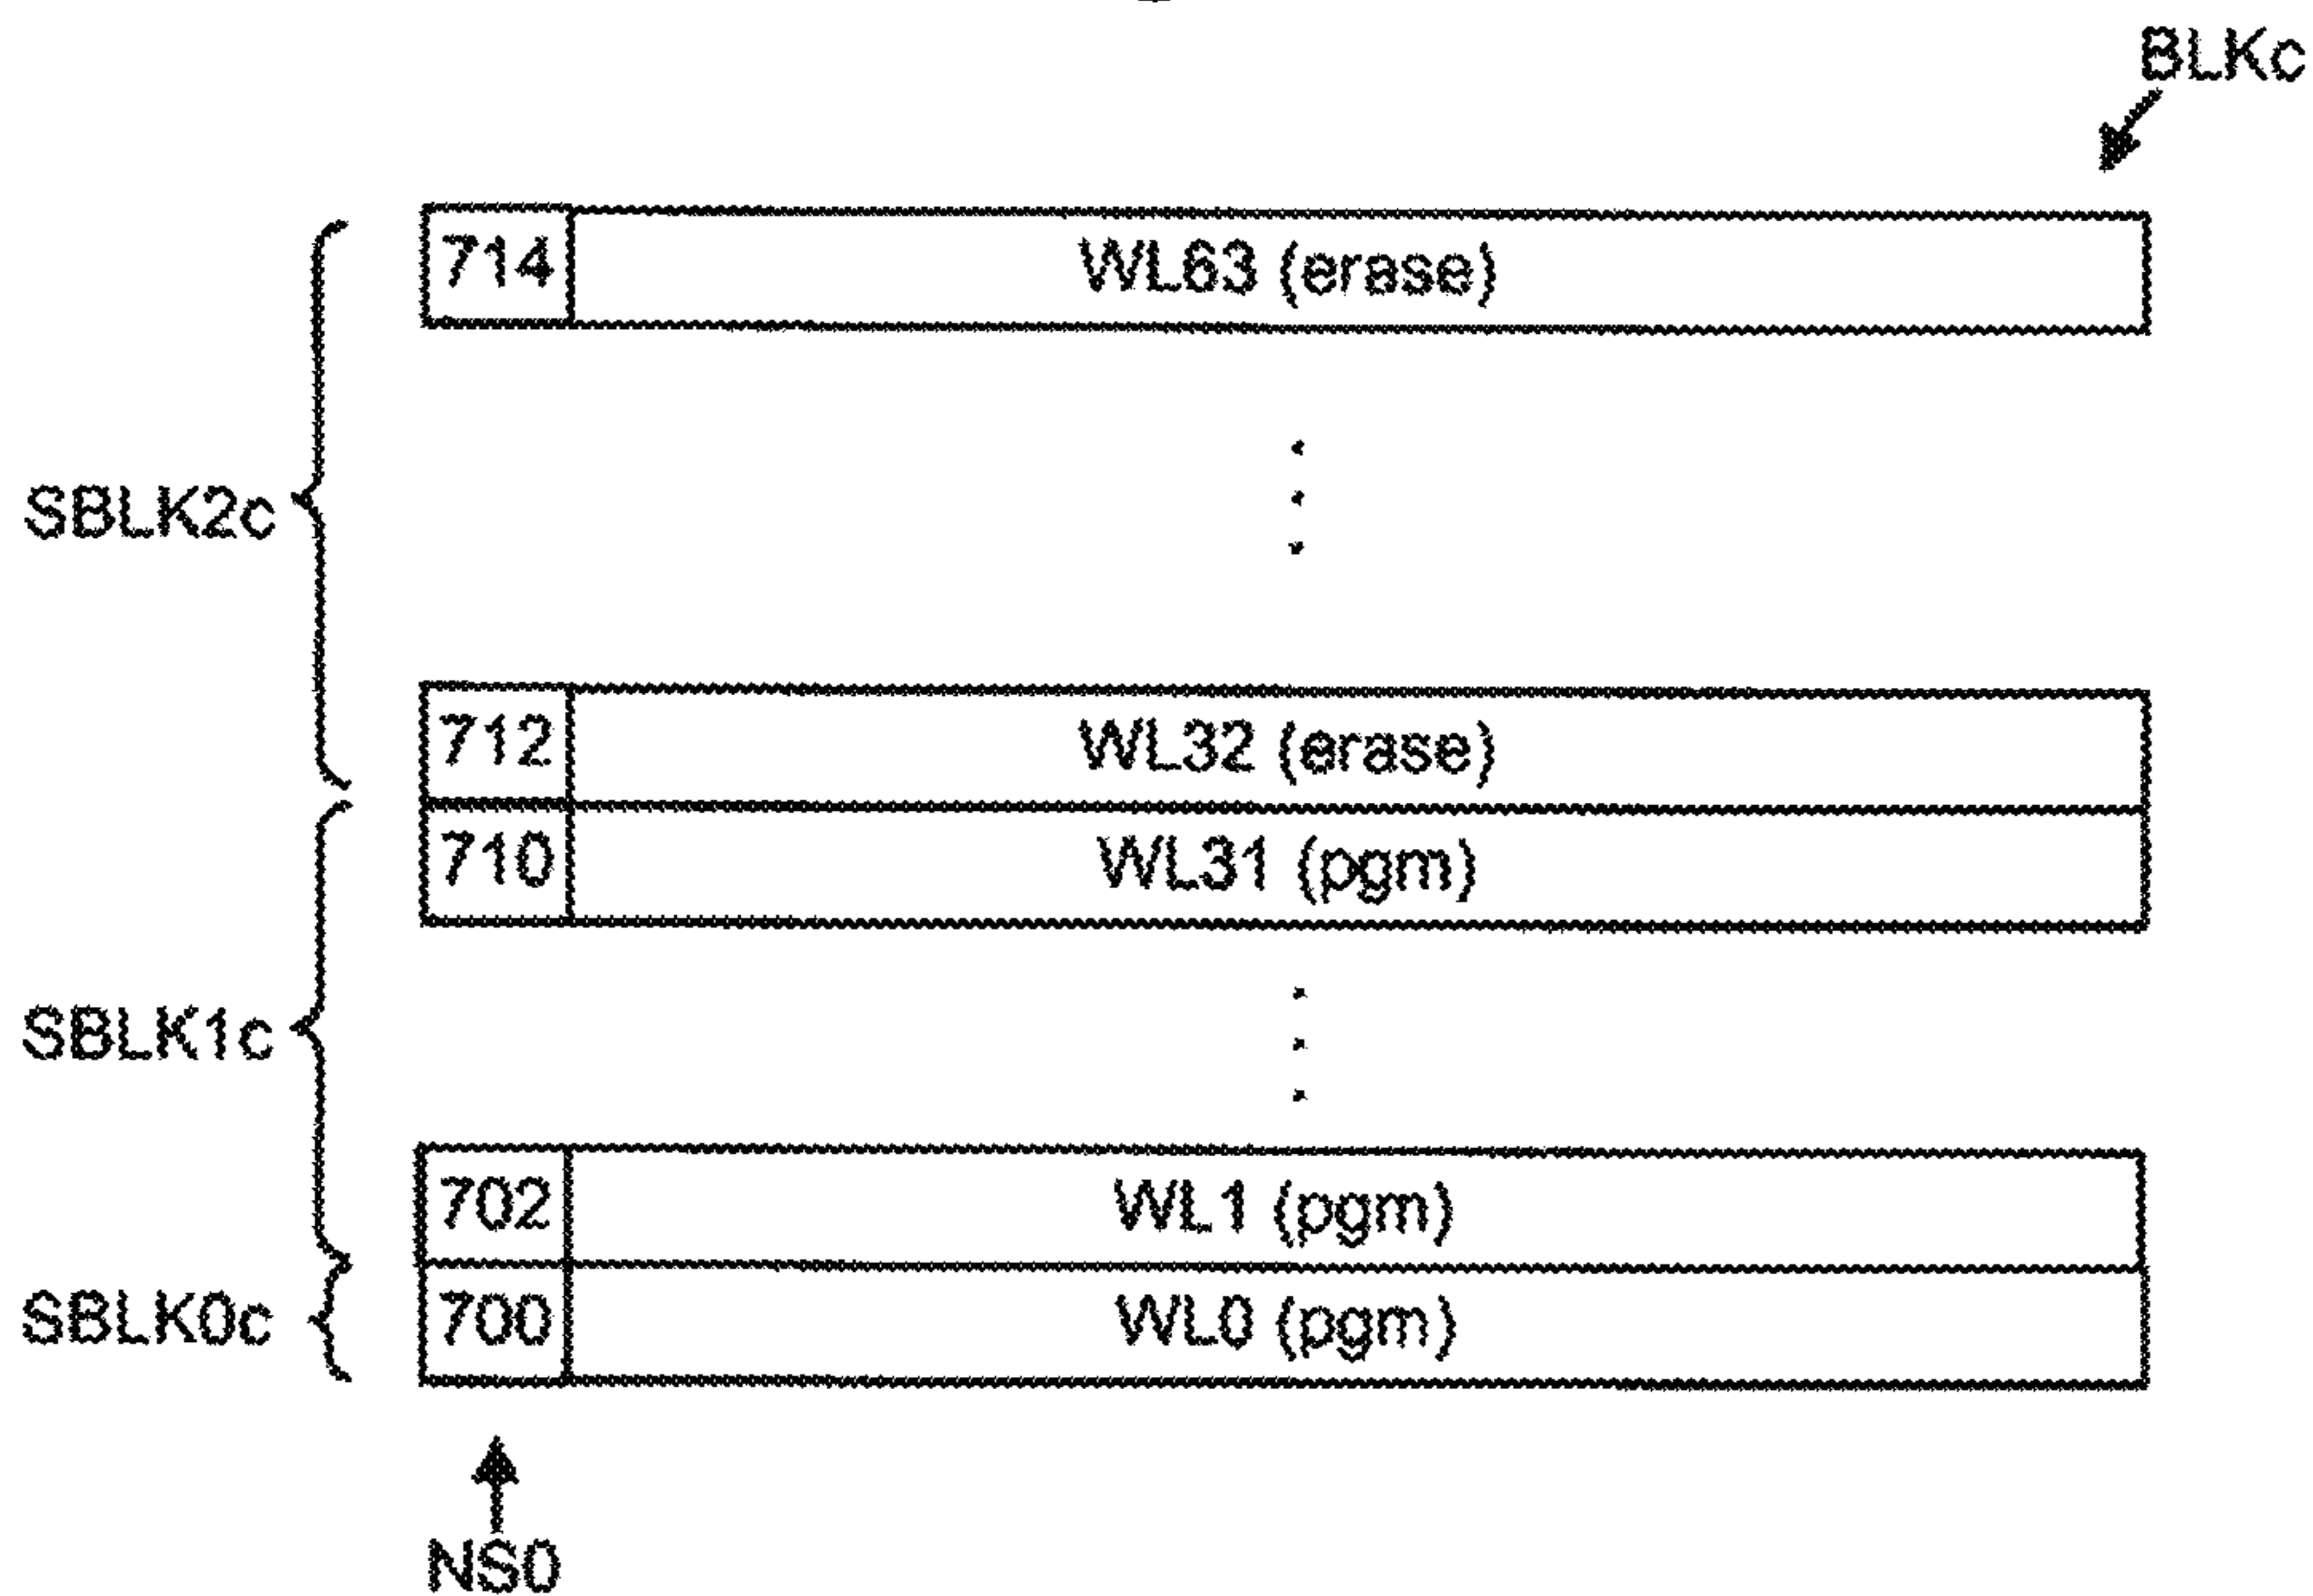 BLKc
714 WL63 (erase)
SBLK2c
712 WL32 (erase)
710 WL31 (pgm)
SBLK1c
702 WL1 (pgm)
SBLK0c 700 WL0 (pgm)
NS0